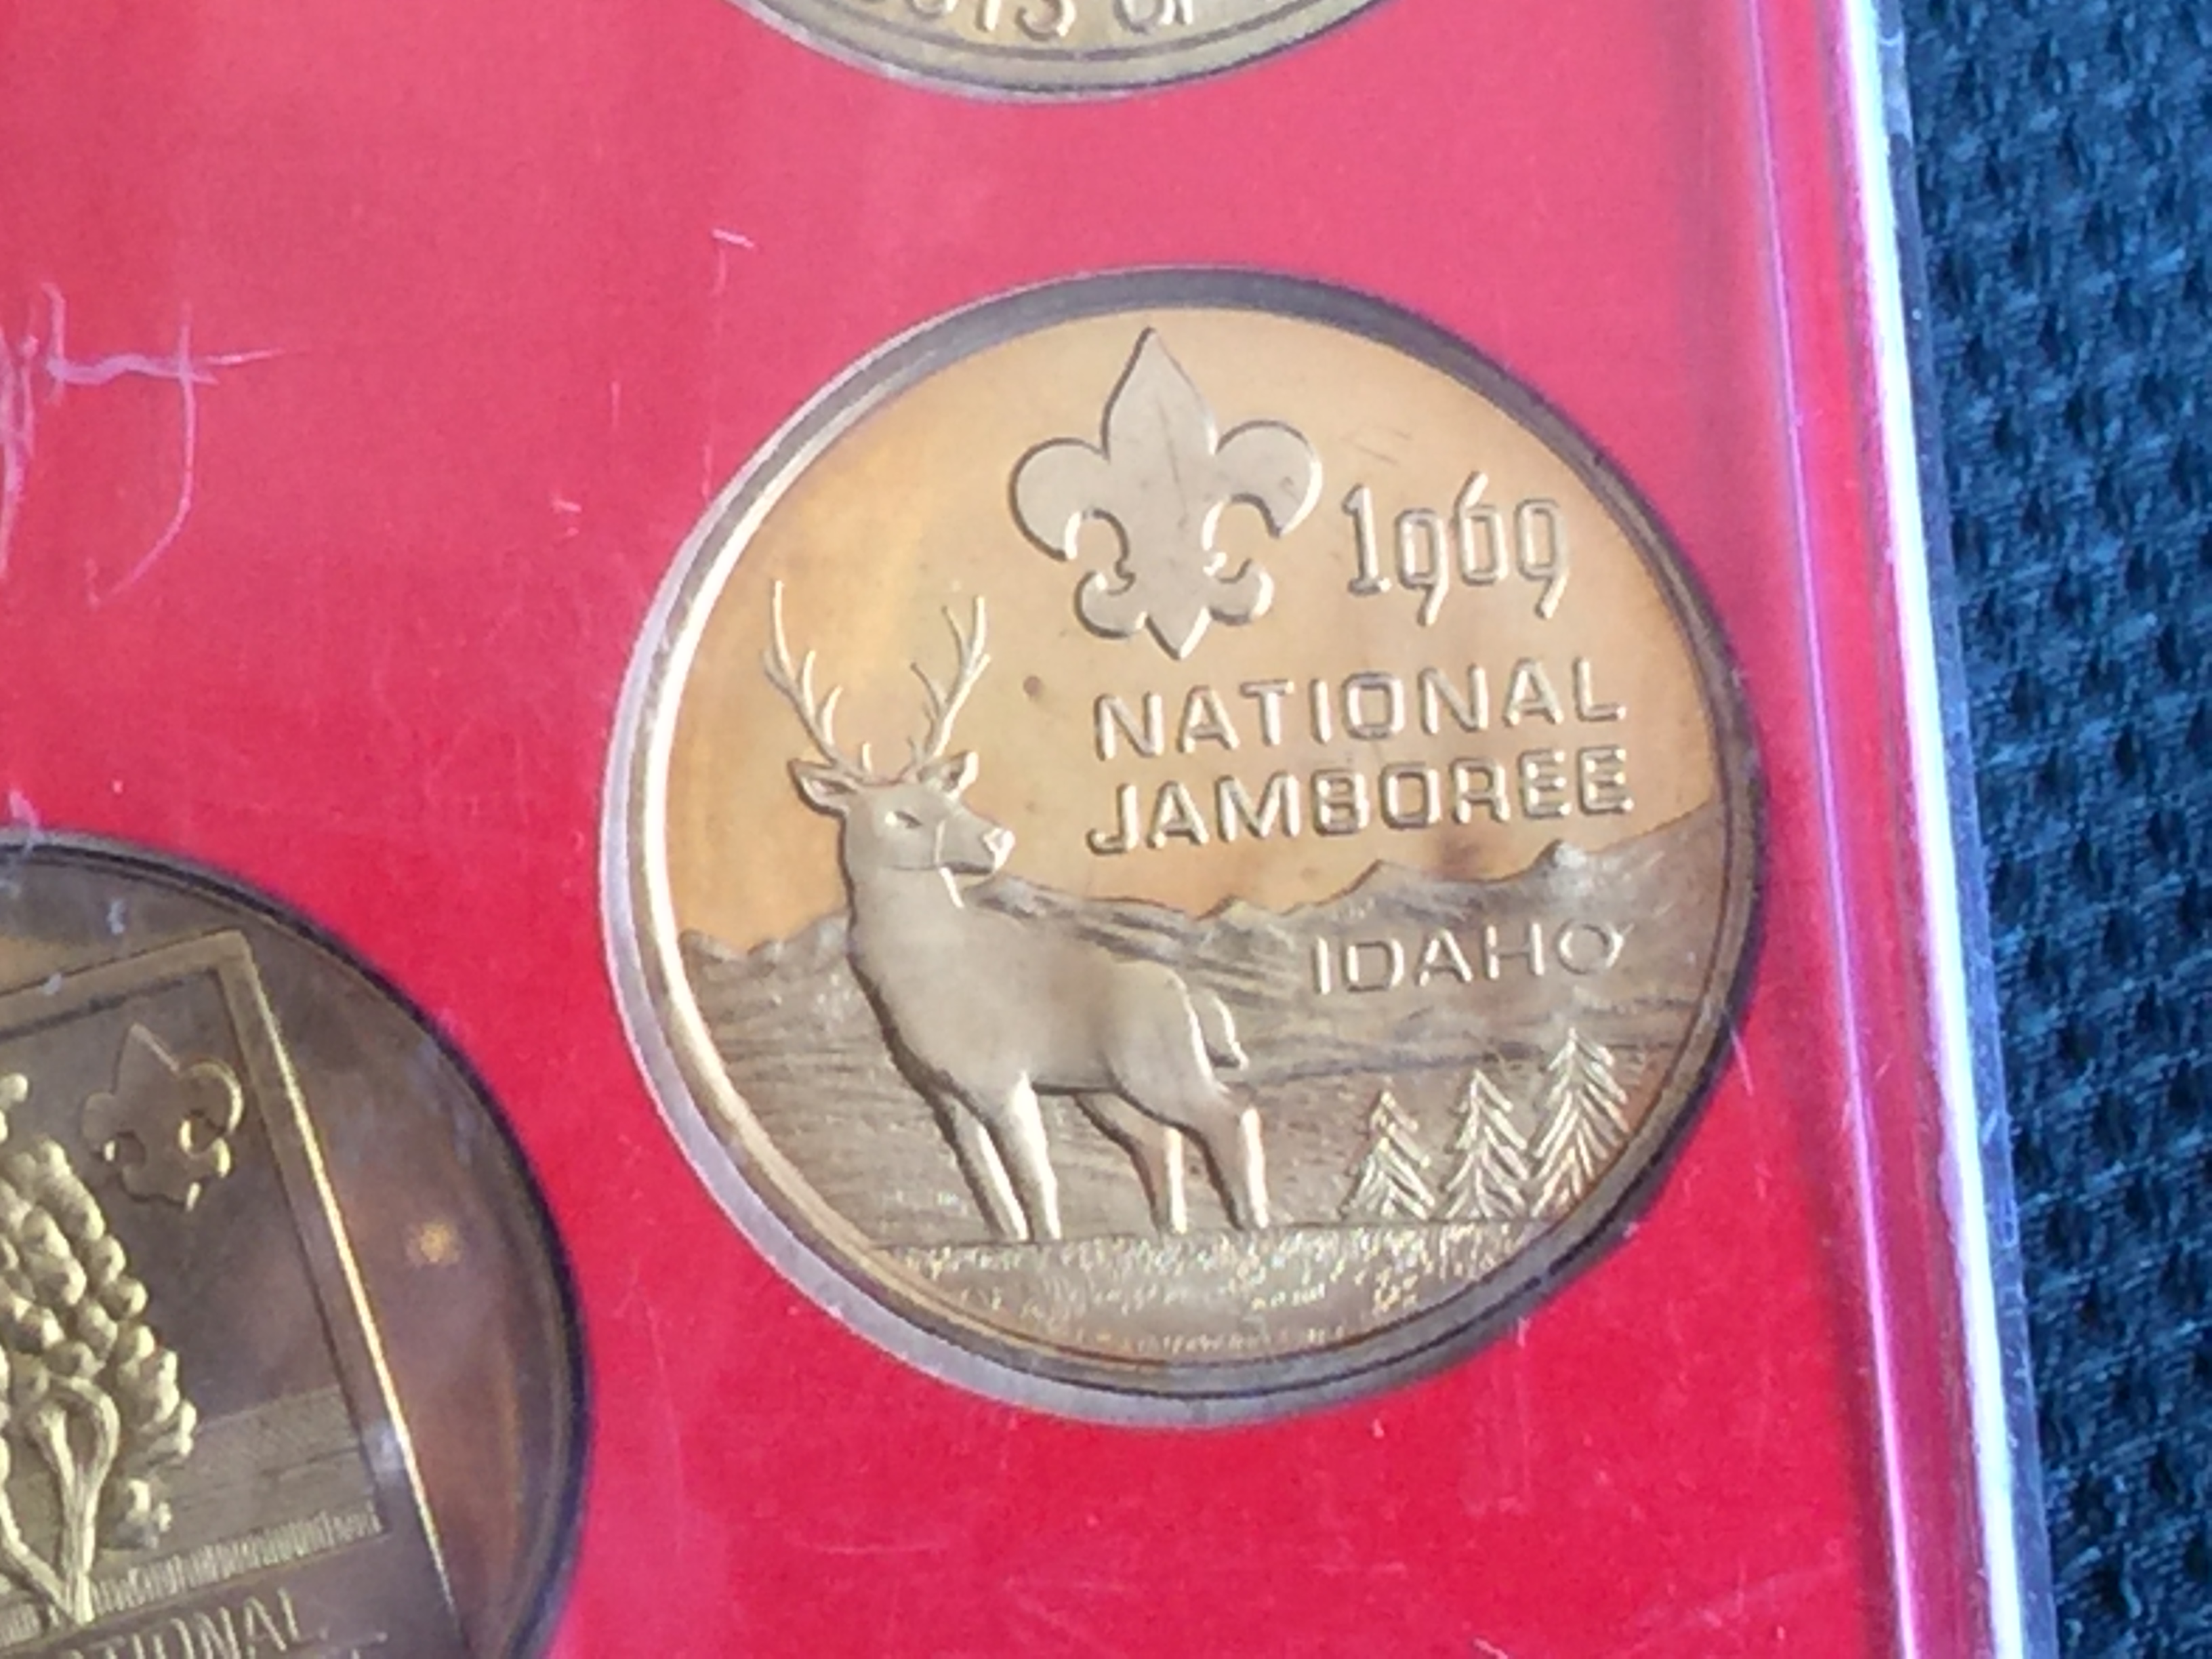 1969
NATIONAL
JAMBOREE
IDAHO